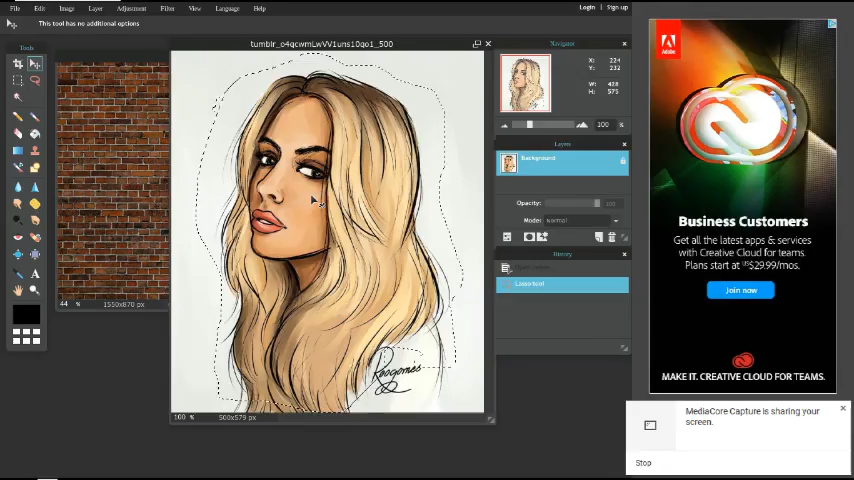 File Edit Image Layer Adjustment Filter View Language Help
Login Sign up
This tool has no additional options
Tools
tumblr_o4qcwmLwVV1uns10qo1_500
Navigator
X: 224
Y: 232
W: 428
H: 575
100 %
Layers
Background
Opacity: 100
Modes: Normal
History
Lasso tool
44 % 1550x870 px
100 % 500x579 px
A
Business Customers
Get all the latest apps & services
with Creative Cloud for teams.
Plans start at US$29.99/mo.
Join now
MAKE IT. CREATIVE CLOUD FOR TEAMS.
Adobe
MediaCore Capture is sharing your
screen.
Stop